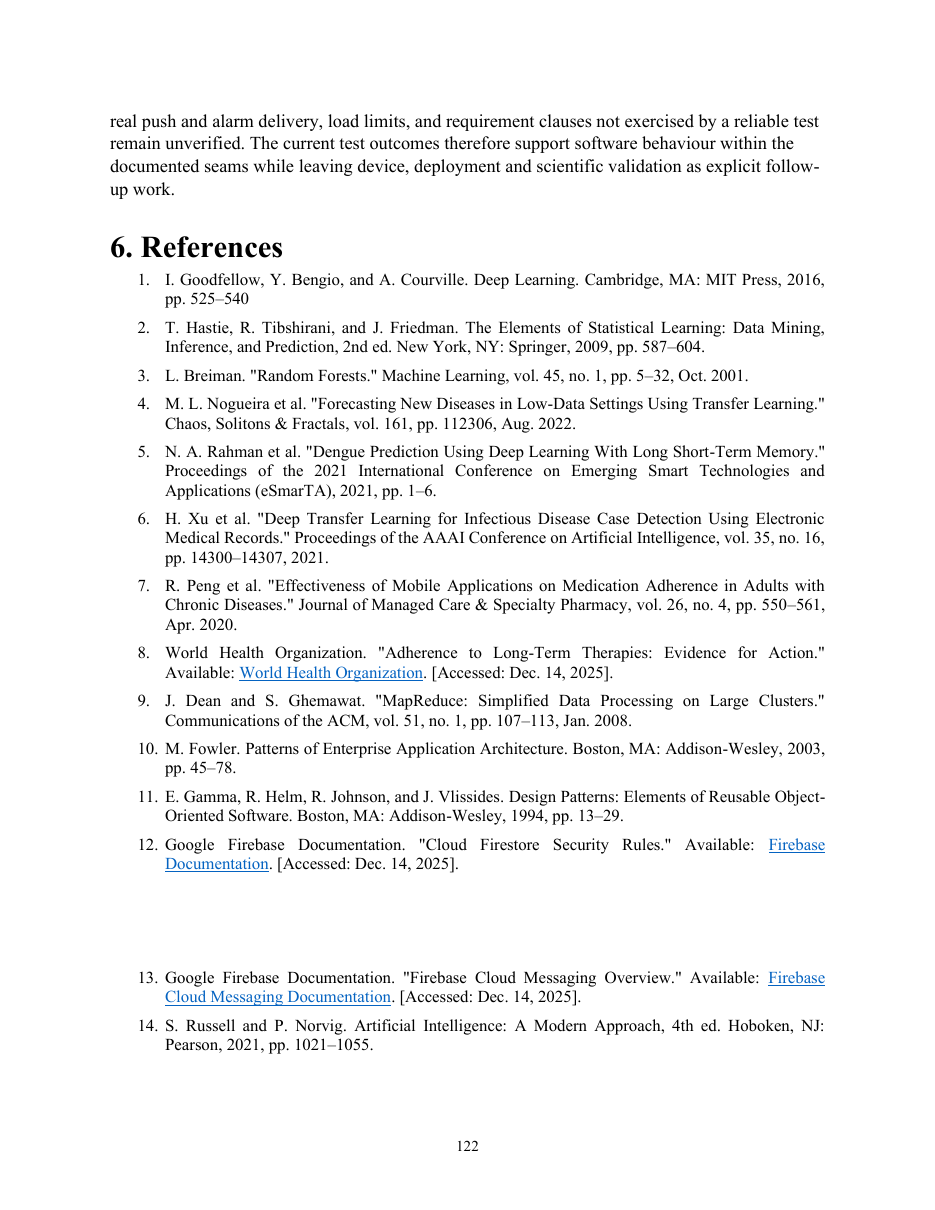 real push and alarm delivery, load limits, and requirement clauses not exercised by a reliable test
remain unverified. The current test outcomes therefore support software behaviour within the
documented seams while leaving device, deployment and scientific validation as explicit follow-
up work.
6. References
1. I. Goodfellow, Y. Bengio, and A. Courville. Deep Learning. Cambridge, MA: MIT Press, 2016,
pp. 525–540
2. T. Hastie, R. Tibshirani, and J. Friedman. The Elements of Statistical Learning: Data Mining,
Inference, and Prediction, 2nd ed. New York, NY: Springer, 2009, pp. 587–604.
3. L. Breiman. "Random Forests." Machine Learning, vol. 45, no. 1, pp. 5–32, Oct. 2001.
4. M. L. Nogueira et al. "Forecasting New Diseases in Low-Data Settings Using Transfer Learning."
Chaos, Solitons & Fractals, vol. 161, pp. 112306, Aug. 2022.
5. N. A. Rahman et al. "Dengue Prediction Using Deep Learning With Long Short-Term Memory."
Proceedings of the 2021 International Conference on Emerging Smart Technologies and
Applications (eSmarTA), 2021, pp. 1–6.
6. H. Xu et al. "Deep Transfer Learning for Infectious Disease Case Detection Using Electronic
Medical Records." Proceedings of the AAAI Conference on Artificial Intelligence, vol. 35, no. 16,
pp. 14300–14307, 2021.
7. R. Peng et al. "Effectiveness of Mobile Applications on Medication Adherence in Adults with
Chronic Diseases." Journal of Managed Care & Specialty Pharmacy, vol. 26, no. 4, pp. 550–561,
Apr. 2020.
8. World Health Organization. "Adherence to Long-Term Therapies: Evidence for Action."
Available: World Health Organization. [Accessed: Dec. 14, 2025].
9. J. Dean and S. Ghemawat. "MapReduce: Simplified Data Processing on Large Clusters."
Communications of the ACM, vol. 51, no. 1, pp. 107–113, Jan. 2008.
10. M. Fowler. Patterns of Enterprise Application Architecture. Boston, MA: Addison-Wesley, 2003,
pp. 45–78.
11. E. Gamma, R. Helm, R. Johnson, and J. Vlissides. Design Patterns: Elements of Reusable Object-
Oriented Software. Boston, MA: Addison-Wesley, 1994, pp. 13–29.
12. Google Firebase Documentation. "Cloud Firestore Security Rules." Available: Firebase
Documentation. [Accessed: Dec. 14, 2025].
13. Google Firebase Documentation. "Firebase Cloud Messaging Overview." Available: Firebase
Cloud Messaging Documentation. [Accessed: Dec. 14, 2025].
14. S. Russell and P. Norvig. Artificial Intelligence: A Modern Approach, 4th ed. Hoboken, NJ:
Pearson, 2021, pp. 1021–1055.
122